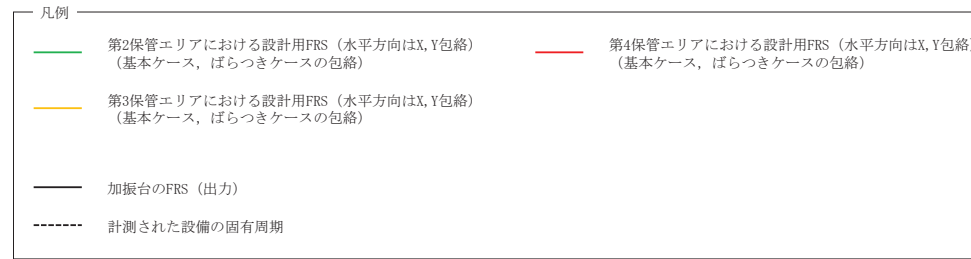 凡例
第2保管エリアにおける設計用FRS（水平方向はX,Y包絡）
（基本ケース，ばらつきケースの包絡）
第4保管エリアにおける設計用FRS（水平方向はX,Y包絡）
（基本ケース，ばらつきケースの包絡）
第3保管エリアにおける設計用FRS（水平方向はX,Y包絡）
（基本ケース，ばらつきケースの包絡）
加振台のFRS（出力）
計測された設備の固有周期